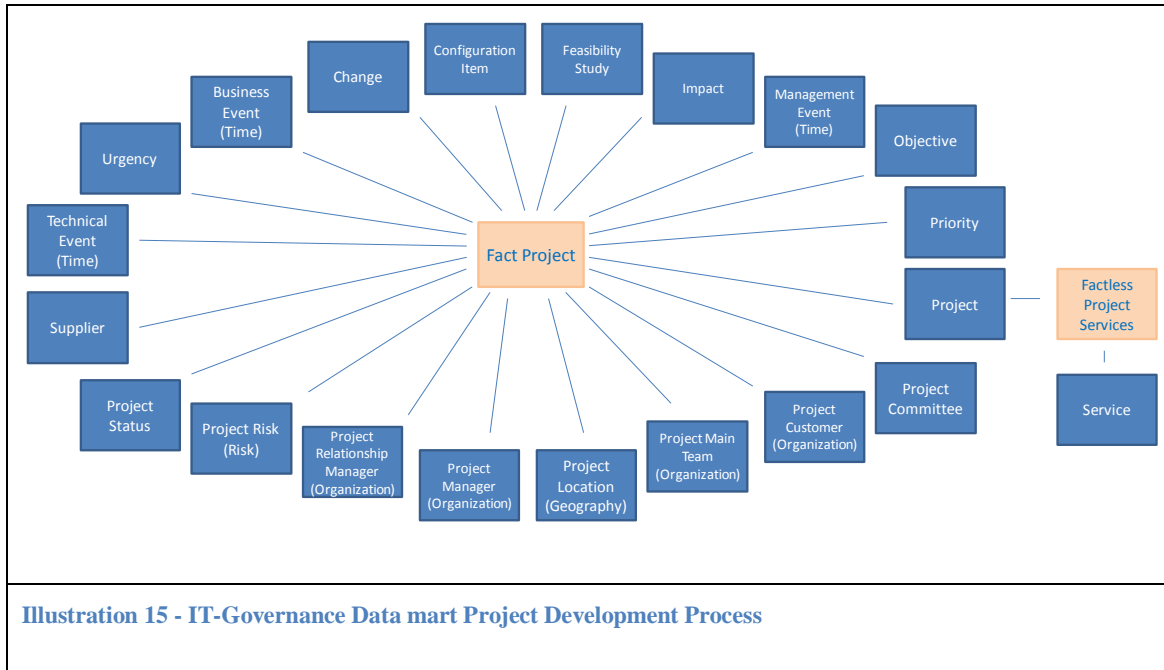 Configuration
Item
Feasibility
Study
Change
Impact
Business
Event
(Time)
Management
Event
(Time)
Objective
Urgency
Priority
Technical
Event
(Time)
Fact Project
Project
Factless
Project
Services
Supplier
Project
Committee
Service
Project
Status
Project Risk
(Risk)
Project
Relationship
Manager
(Organization)
Project
Manager
(Organization)
Project
Location
(Geography)
Project Main
Team
(Organization)
Project
Customer
(Organization)
Illustration 15 - IT-Governance Data mart Project Development Process